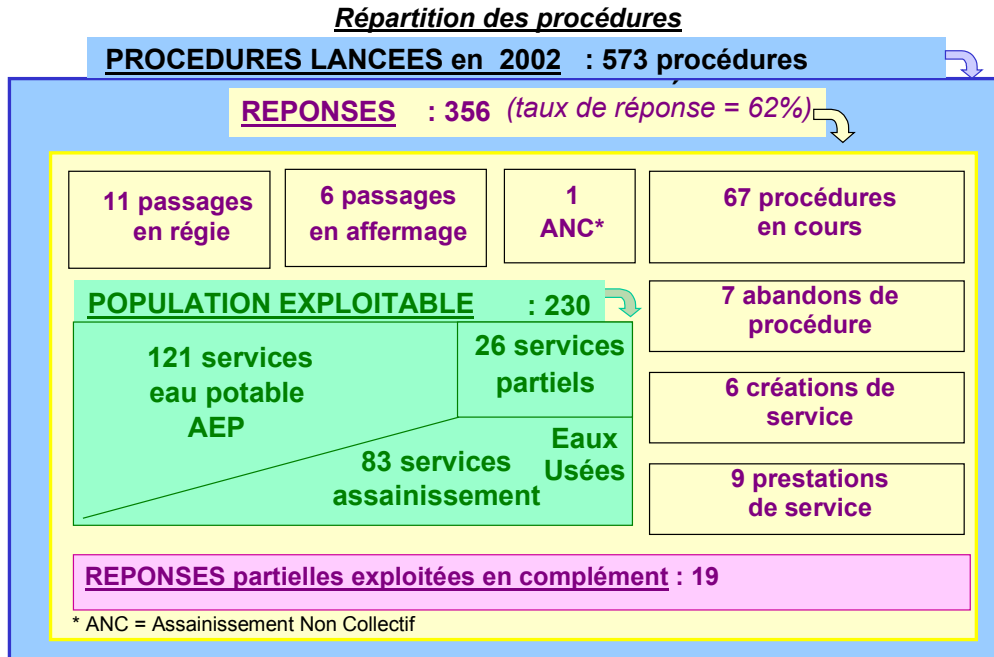 Répartition des procédures
PROCEDURES LANCEES en 2002 : 573 procédures
REPONSES : 356 (taux de réponse = 62%)
11 passages
en régie
6 passages
en affermage
1
ANC*
67 procédures
en cours
POPULATION EXPLOITABLE : 230
7 abandons de
procédure
121 services
eau potable
AEP
26 services
partiels
6 créations de
service
83 services
assainissement
Eaux
Usées
9 prestations
de service
REPONSES partielles exploitées en complément : 19
* ANC = Assainissement Non Collectif